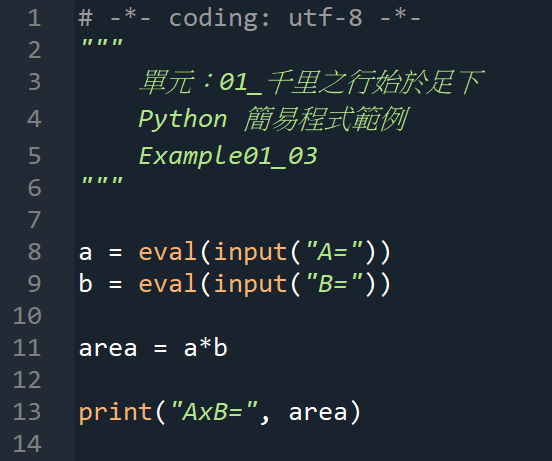 1 # -*- coding: utf-8 -*-
2 """
3     單元：01_千里之行始於足下
4     Python 簡易程式範例
5     Example01_03
6 """
7
8 a = eval(input("A="))
9 b = eval(input("B="))
10
11 area = a*b
12
13 print("AxB=", area)
14